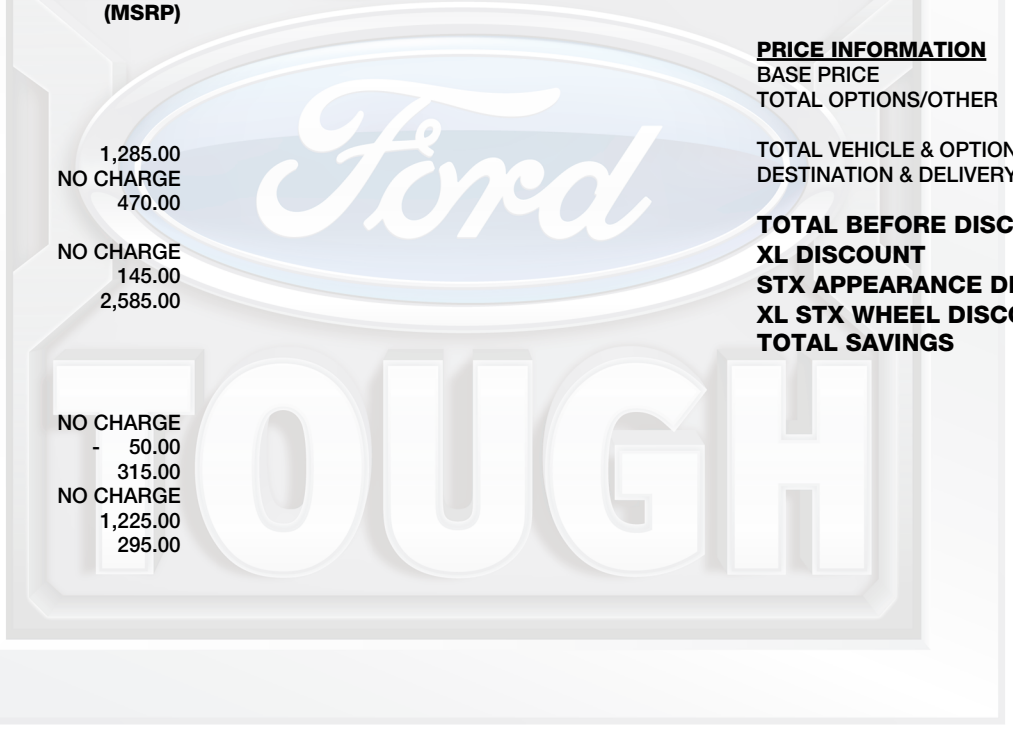 (MSRP)
1,285.00
NO CHARGE
470.00
NO CHARGE
145.00
2,585.00
NO CHARGE
- 50.00
315.00
NO CHARGE
1,225.00
295.00
PRICE INFORMATION
BASE PRICE
TOTAL OPTIONS/OTHER
TOTAL VEHICLE & OPTION
DESTINATION & DELIVERY
TOTAL BEFORE DISC
XL DISCOUNT
STX APPEARANCE DI
XL STX WHEEL DISCO
TOTAL SAVINGS
Ford
TOUGH